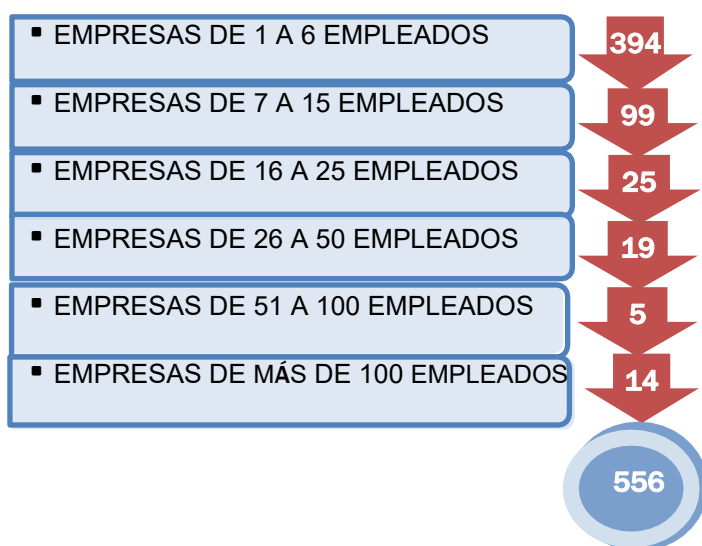 ▪ EMPRESAS DE 1 A 6 EMPLEADOS 394
▪ EMPRESAS DE 7 A 15 EMPLEADOS 99
▪ EMPRESAS DE 16 A 25 EMPLEADOS 25
▪ EMPRESAS DE 26 A 50 EMPLEADOS 19
▪ EMPRESAS DE 51 A 100 EMPLEADOS 5
▪ EMPRESAS DE MÁS DE 100 EMPLEADOS 14
556